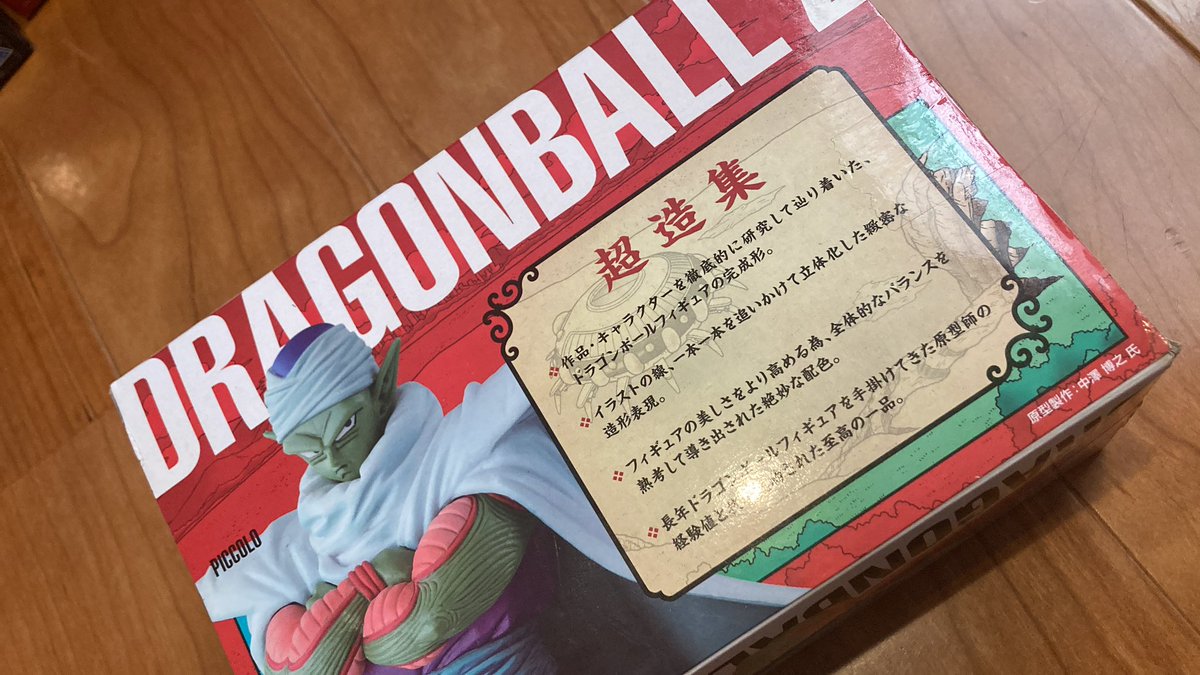 DRAGONBALL
超造集
作品・キャラクターを徹底的に研究して辿り着いた、
ドラゴンボールフィギュアの完成形。
イラストの線、一本一本を追いかけて立体化した緻密な
造形表現。
フィギュアの美しさをより高める為、全体的なバランスを
熟考して導き出された絶妙な配色。
長年ドラゴンボールフィギュアを手掛けてきた原型師の
経験値と された至高の一品。
原型製作:中澤 博之 氏
PICCOLO